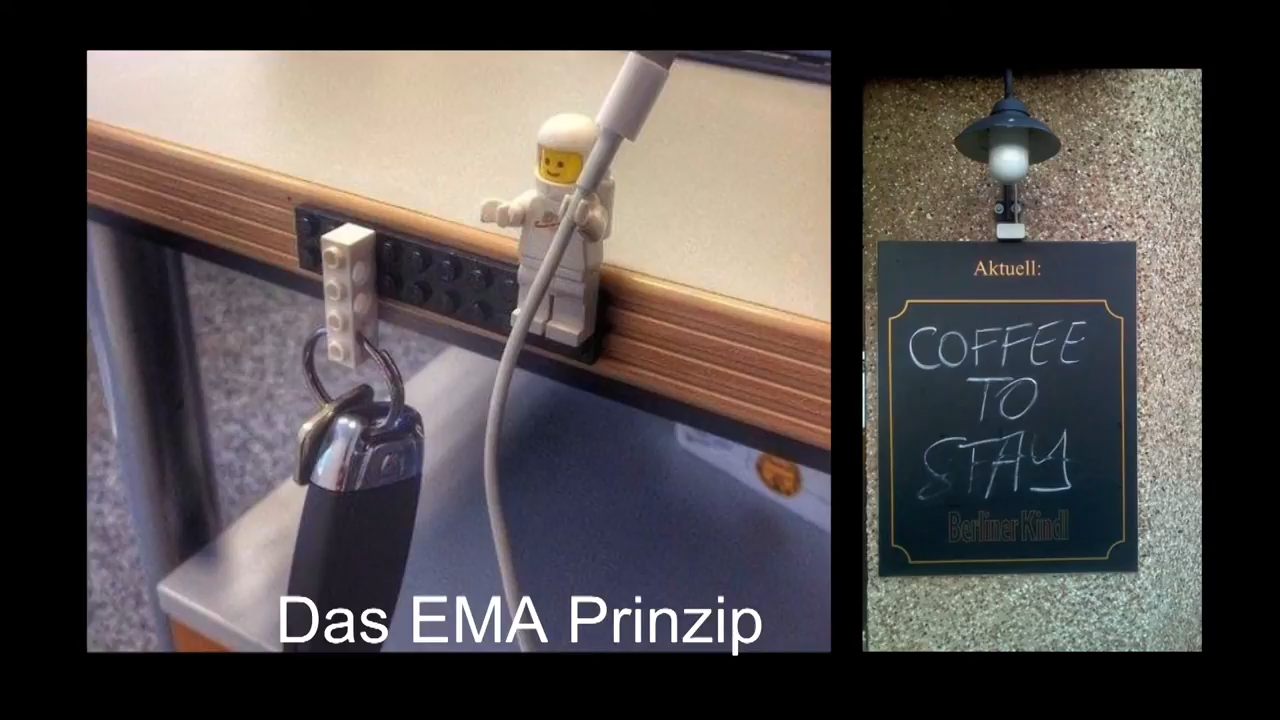 Das EMA Prinzip
Aktuell:
COFFEE
TO
STAY
Berliner Kindl